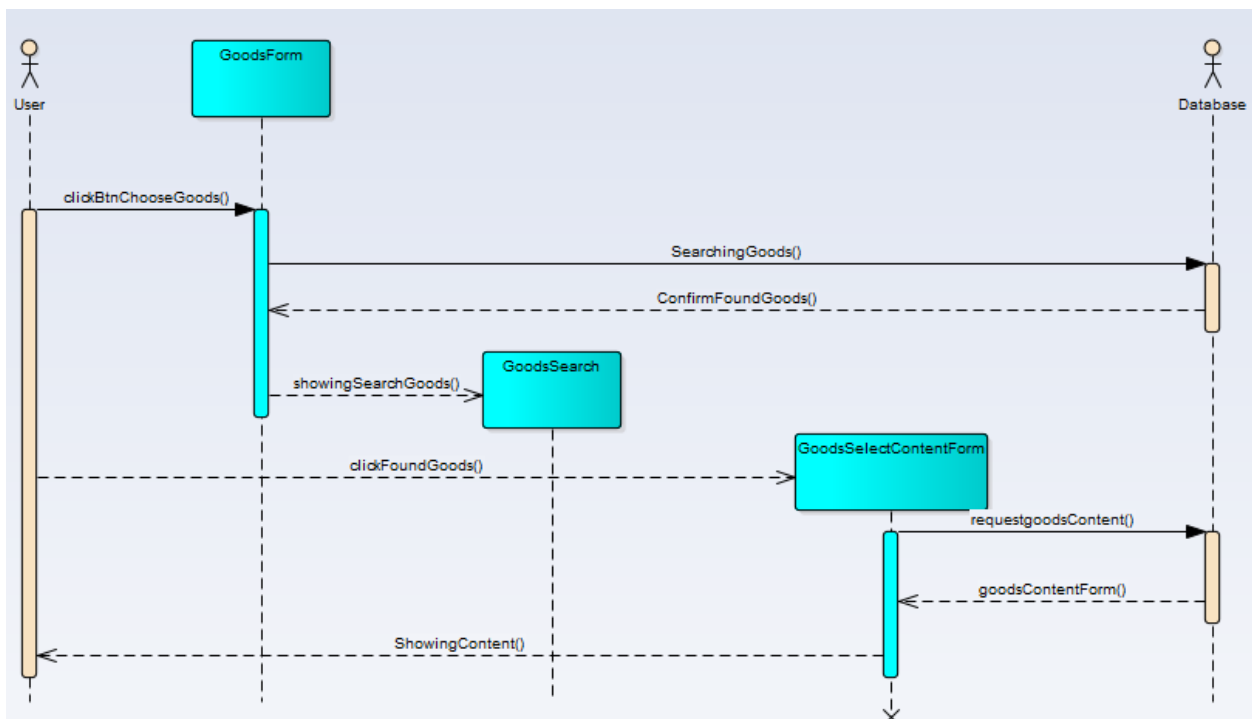 GoodsForm
User
Database
clickBtnChooseGoods()
SearchingGoods()
ConfirmFoundGoods()
GoodsSearch
showingSearchGoods()
GoodsSelectContentForm
clickFoundGoods()
requestgoodsContent()
goodsContentForm()
ShowingContent()